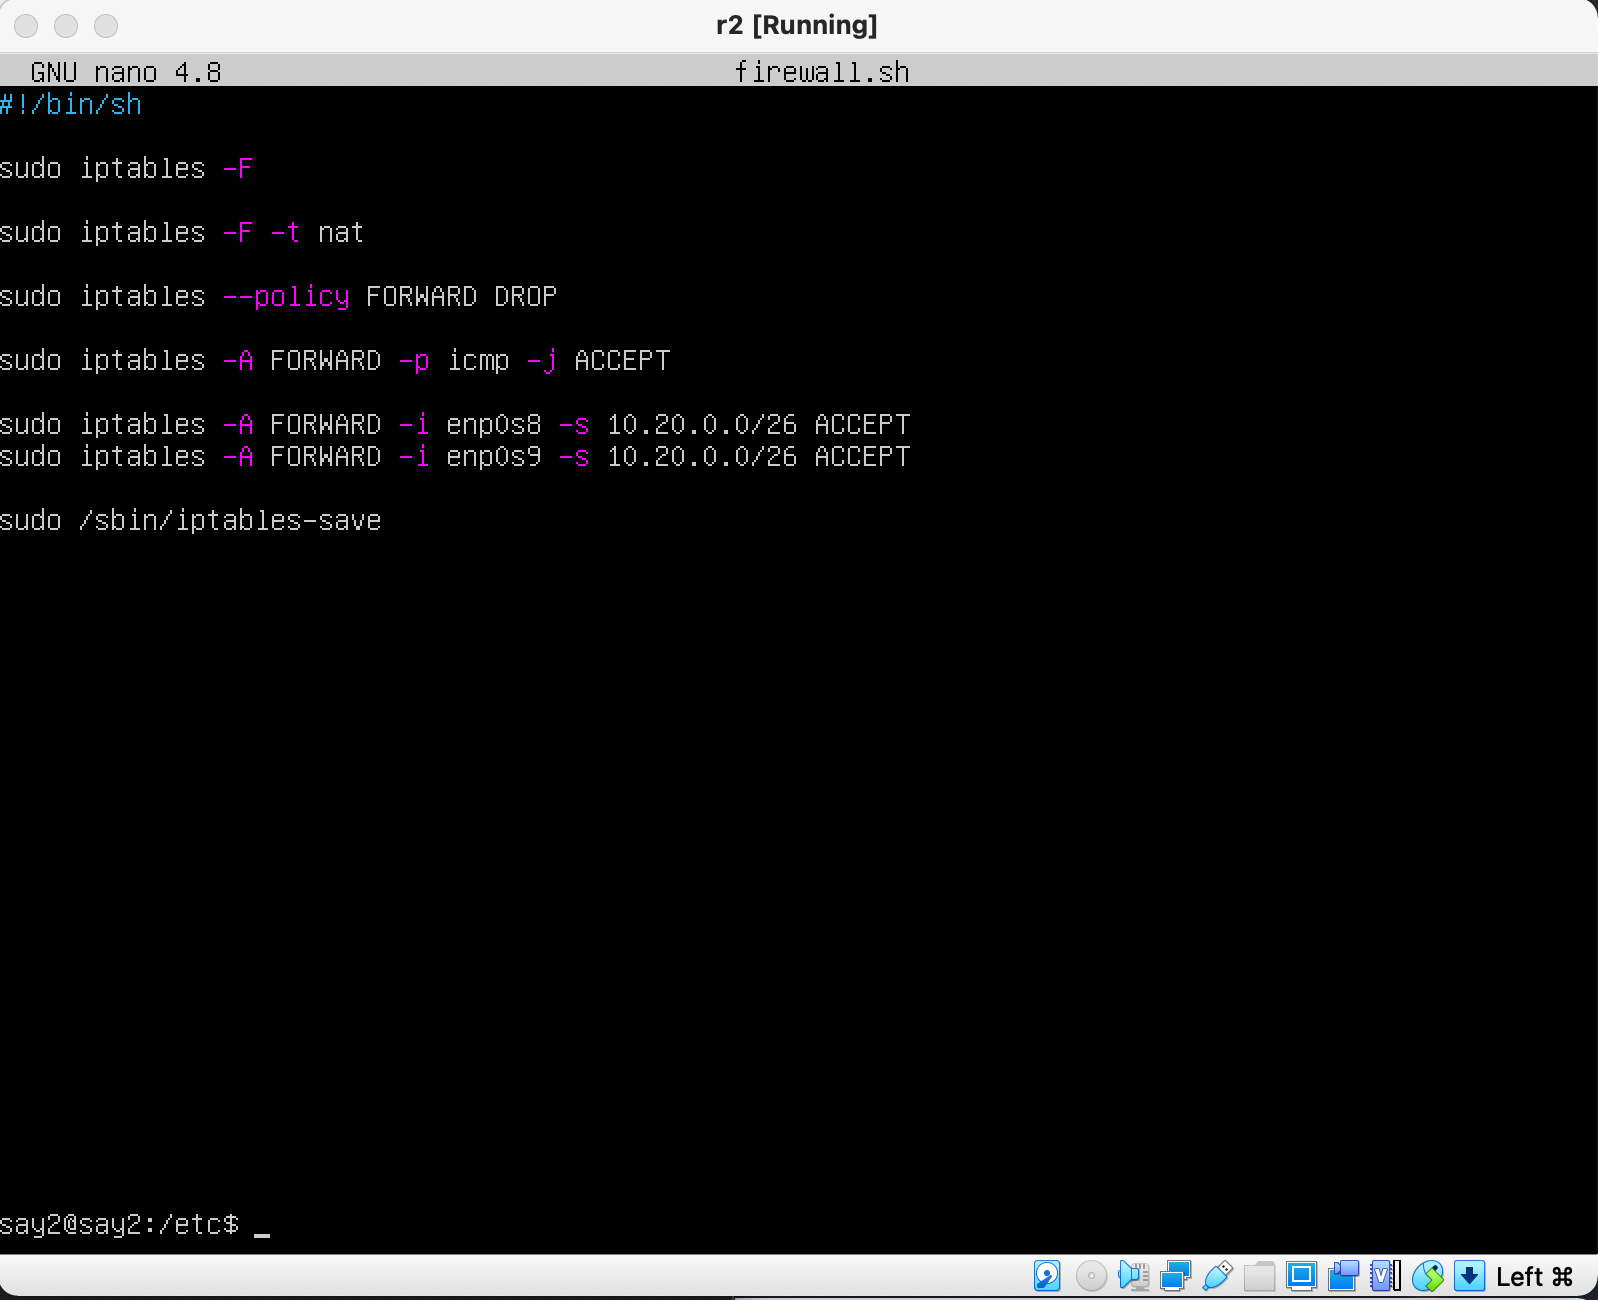 r2 [Running]
GNU nano 4.8 firewall.sh
#!/bin/sh
sudo iptables -F
sudo iptables -F -t nat
sudo iptables --policy FORWARD DROP
sudo iptables -A FORWARD -p icmp -j ACCEPT
sudo iptables -A FORWARD -i enp0s8 -s 10.20.0.0/26 ACCEPT
sudo iptables -A FORWARD -i enp0s9 -s 10.20.0.0/26 ACCEPT
sudo /sbin/iptables-save
say2@say2:/etc$ _
Left ⌘